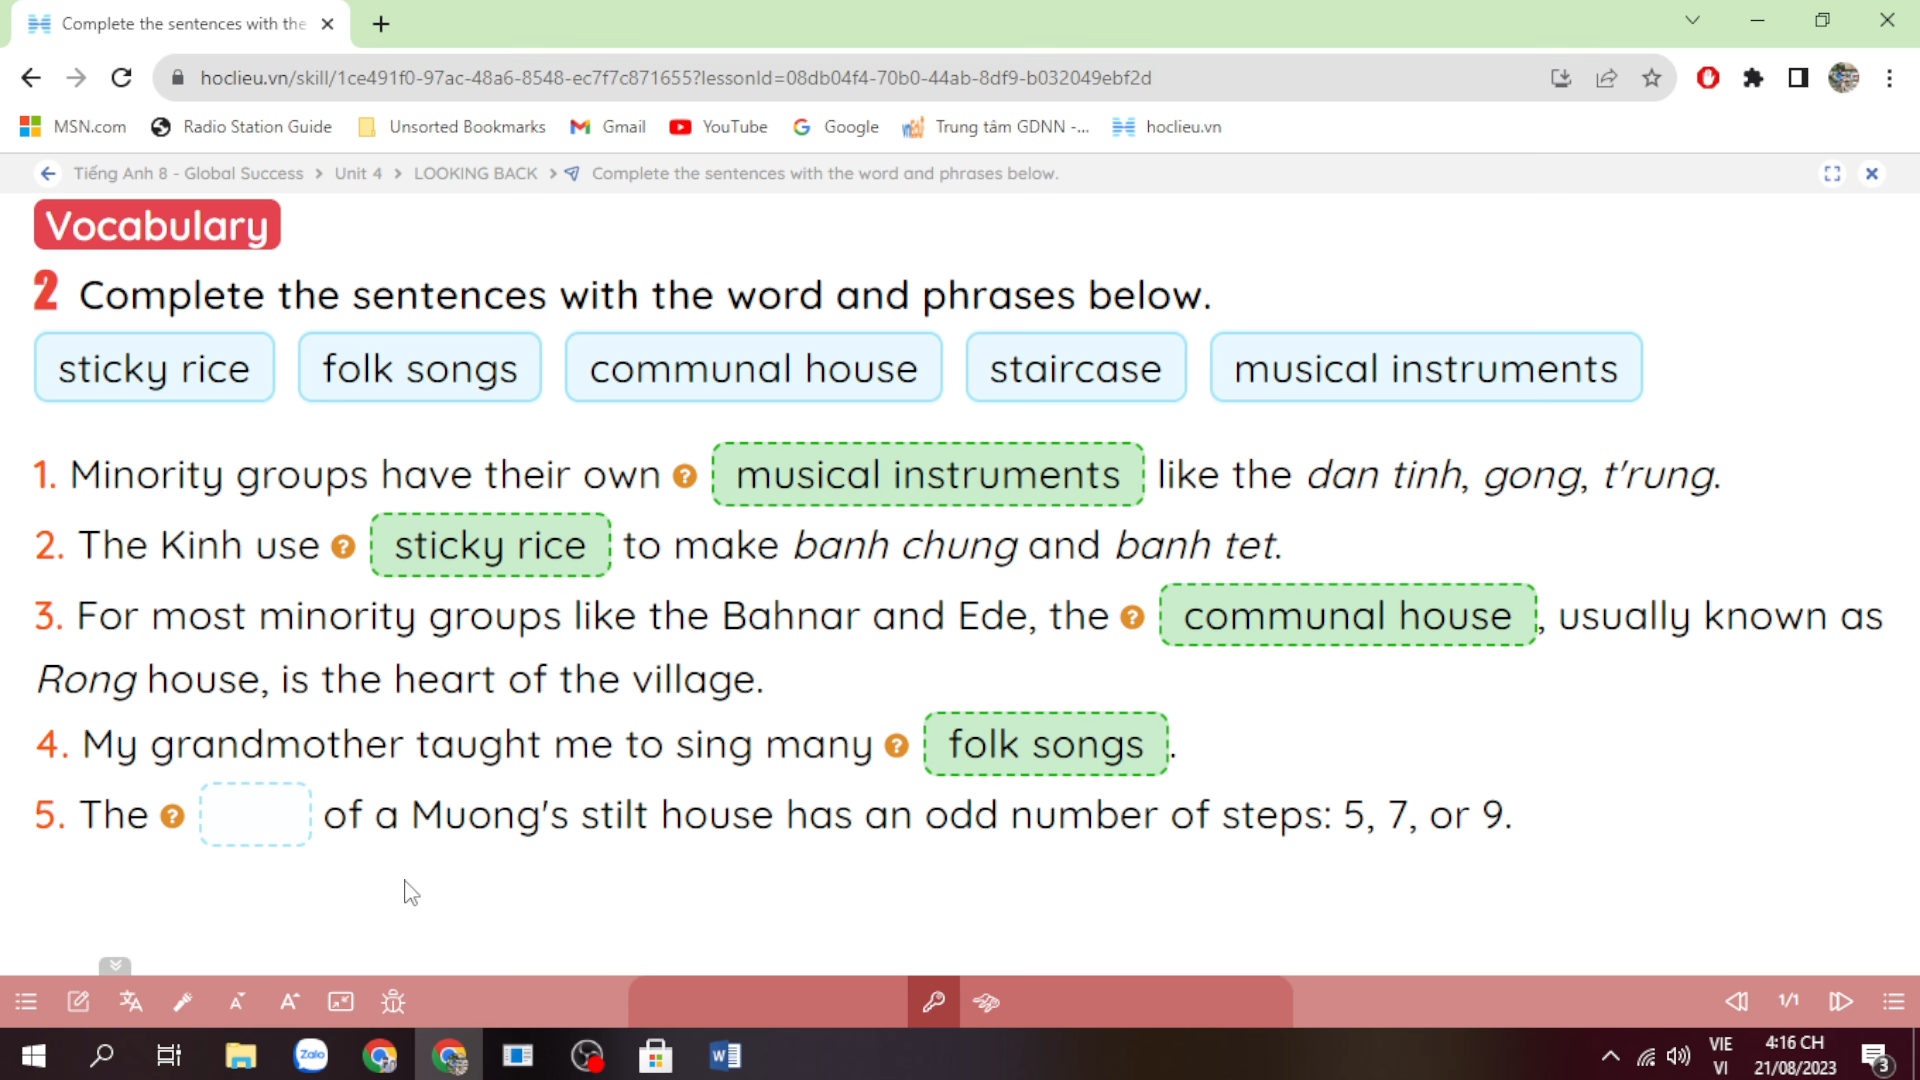 Complete the sentences with the
hoclieu.vn/skill/1ce491f0-97ac-48a6-8548-ec7f7c871655?lessonId=08db04f4-70b0-44ab-8df9-b032049ebf2d
MSN.com Radio Station Guide Unsorted Bookmarks Gmail YouTube Google Trung tâm GDNN -... hoclieu.vn
Tiếng Anh 8 - Global Success > Unit 4 > LOOKING BACK > Complete the sentences with the word and phrases below.
Vocabulary
2 Complete the sentences with the word and phrases below.
sticky rice folk songs communal house staircase musical instruments
1. Minority groups have their own ? musical instruments like the dan tinh, gong, t'rung.
2. The Kinh use ? sticky rice to make banh chung and banh tet.
3. For most minority groups like the Bahnar and Ede, the ? communal house, usually known as
Rong house, is the heart of the village.
4. My grandmother taught me to sing many ? folk songs.
5. The ? of a Muong's stilt house has an odd number of steps: 5, 7, or 9.
1/1
Zalo
VIE
VI
4:16 CH
21/08/2023
3